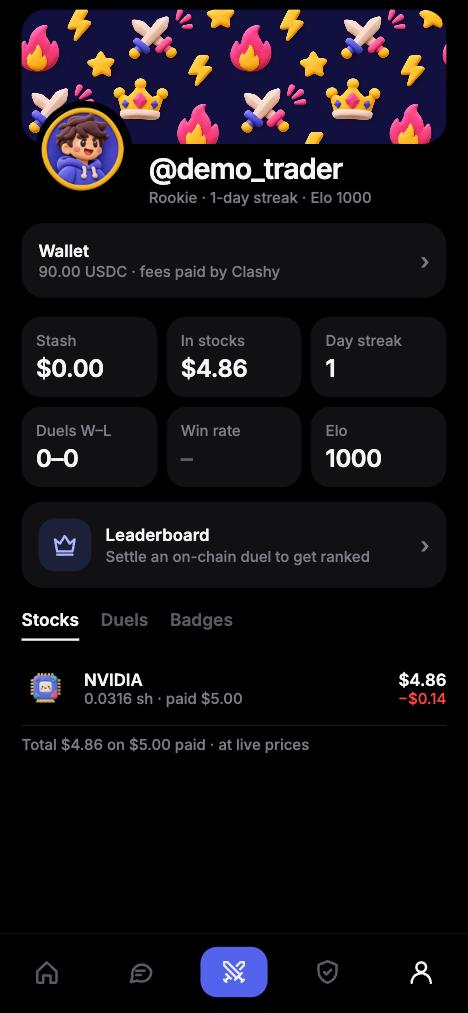 @demo_trader
Rookie · 1-day streak · Elo 1000
Wallet
90.00 USDC · fees paid by Clashy
Stash
$0.00
In stocks
$4.86
Day streak
1
Duels W–L
0–0
Win rate
–
Elo
1000
Leaderboard
Settle an on-chain duel to get ranked
Stocks Duels Badges
NVIDIA $4.86
0.0316 sh · paid $5.00 −$0.14
Total $4.86 on $5.00 paid · at live prices